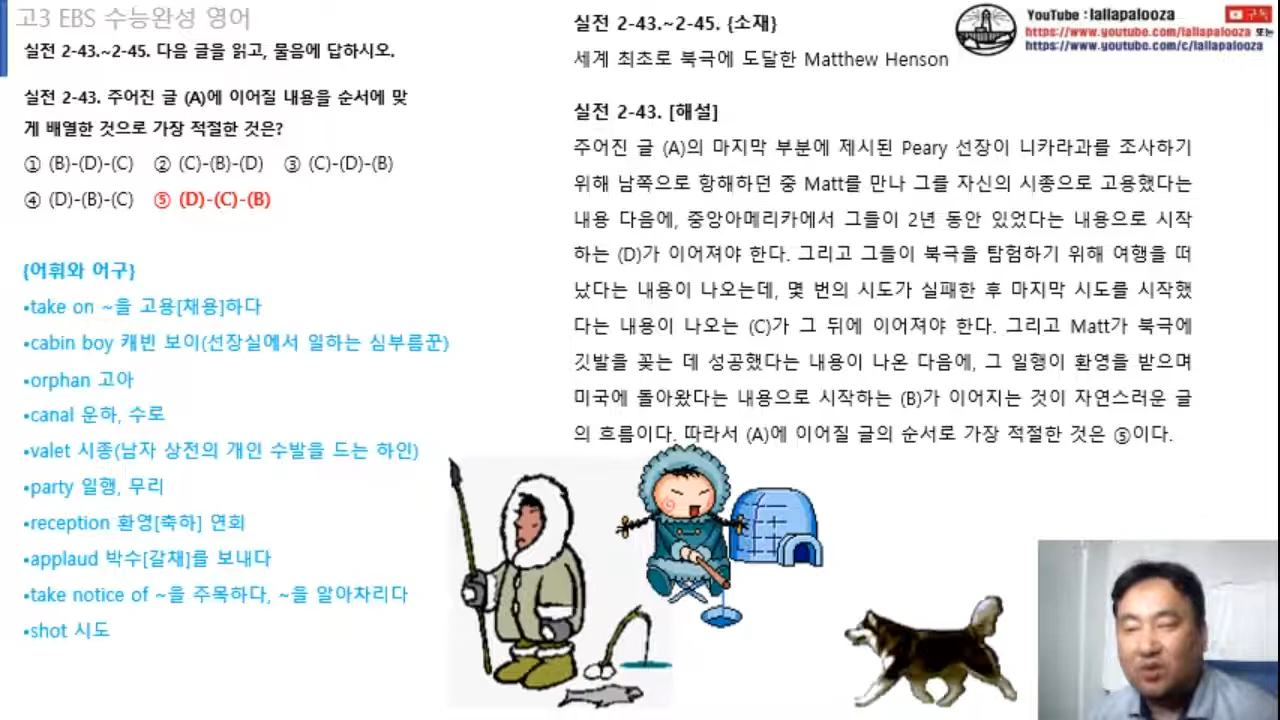 고3 EBS 수능완성 영어
실전 2-43.~2-45. 다음 글을 읽고, 물음에 답하시오.
실전 2-43. 주어진 글 (A)에 이어질 내용을 순서에 맞
게 배열한 것으로 가장 적절한 것은?
① (B)-(D)-(C) ② (C)-(B)-(D) ③ (C)-(D)-(B)
④ (D)-(B)-(C) ⑤ (D)-(C)-(B)
{어휘와 어구}
•take on ~을 고용[채용]하다
•cabin boy 캐빈 보이(선장실에서 일하는 심부름꾼)
•orphan 고아
•canal 운하, 수로
•valet 시종(남자 상전의 개인 수발을 드는 하인)
•party 일행, 무리
•reception 환영[축하] 연회
•applaud 박수[갈채]를 보내다
•take notice of ~을 주목하다, ~을 알아차리다
•shot 시도
실전 2-43.~2-45. {소재}
세계 최초로 북극에 도달한 Matthew Henson
실전 2-43. [해설]
주어진 글 (A)의 마지막 부분에 제시된 Peary 선장이 니카라과를 조사하기
위해 남쪽으로 항해하던 중 Matt를 만나 그를 자신의 시종으로 고용했다는
내용 다음에, 중앙아메리카에서 그들이 2년 동안 있었다는 내용으로 시작
하는 (D)가 이어져야 한다. 그리고 그들이 북극을 탐험하기 위해 여행을 떠
났다는 내용이 나오는데, 몇 번의 시도가 실패한 후 마지막 시도를 시작했
다는 내용이 나오는 (C)가 그 뒤에 이어져야 한다. 그리고 Matt가 북극에
깃발을 꽂는 데 성공했다는 내용이 나온 다음에, 그 일행이 환영을 받으며
미국에 돌아왔다는 내용으로 시작하는 (B)가 이어지는 것이 자연스러운 글
의 흐름이다. 따라서 (A)에 이어질 글의 순서로 가장 적절한 것은 ⑤이다.
YouTube : lallapalooza 구독
https://www.youtube.com/lallapalooza 또는
https://www.youtube.com/c/lallapalooza